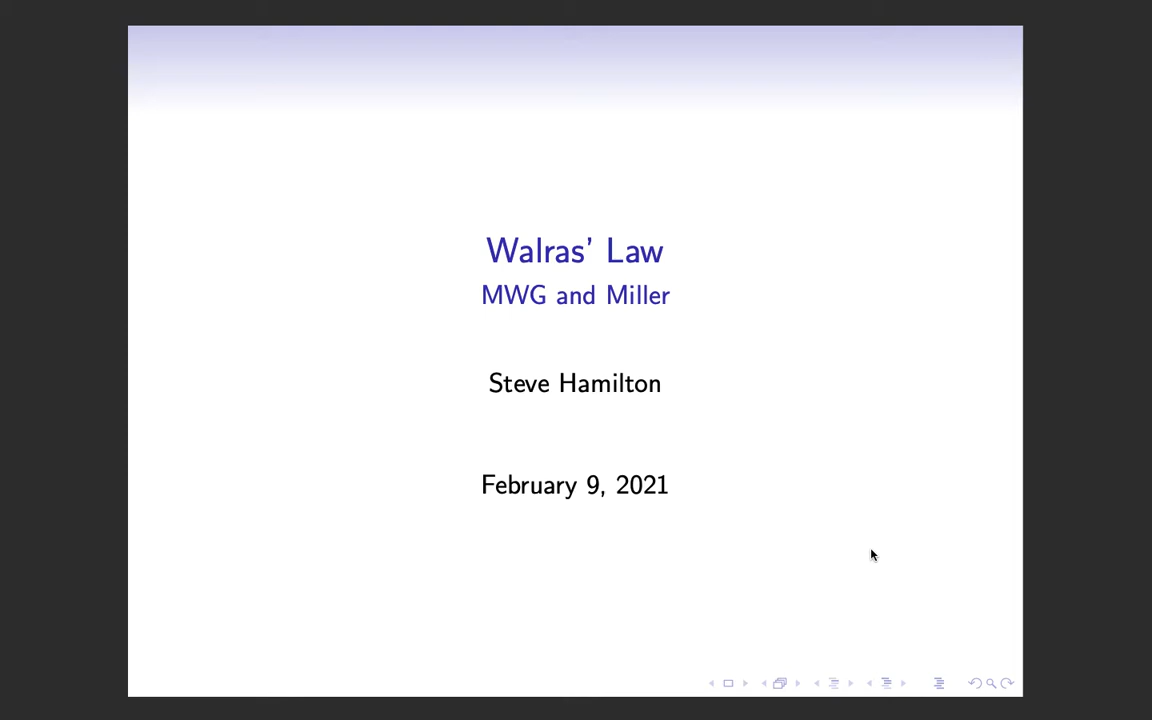 Walras' Law
MWG and Miller
Steve Hamilton
February 9, 2021